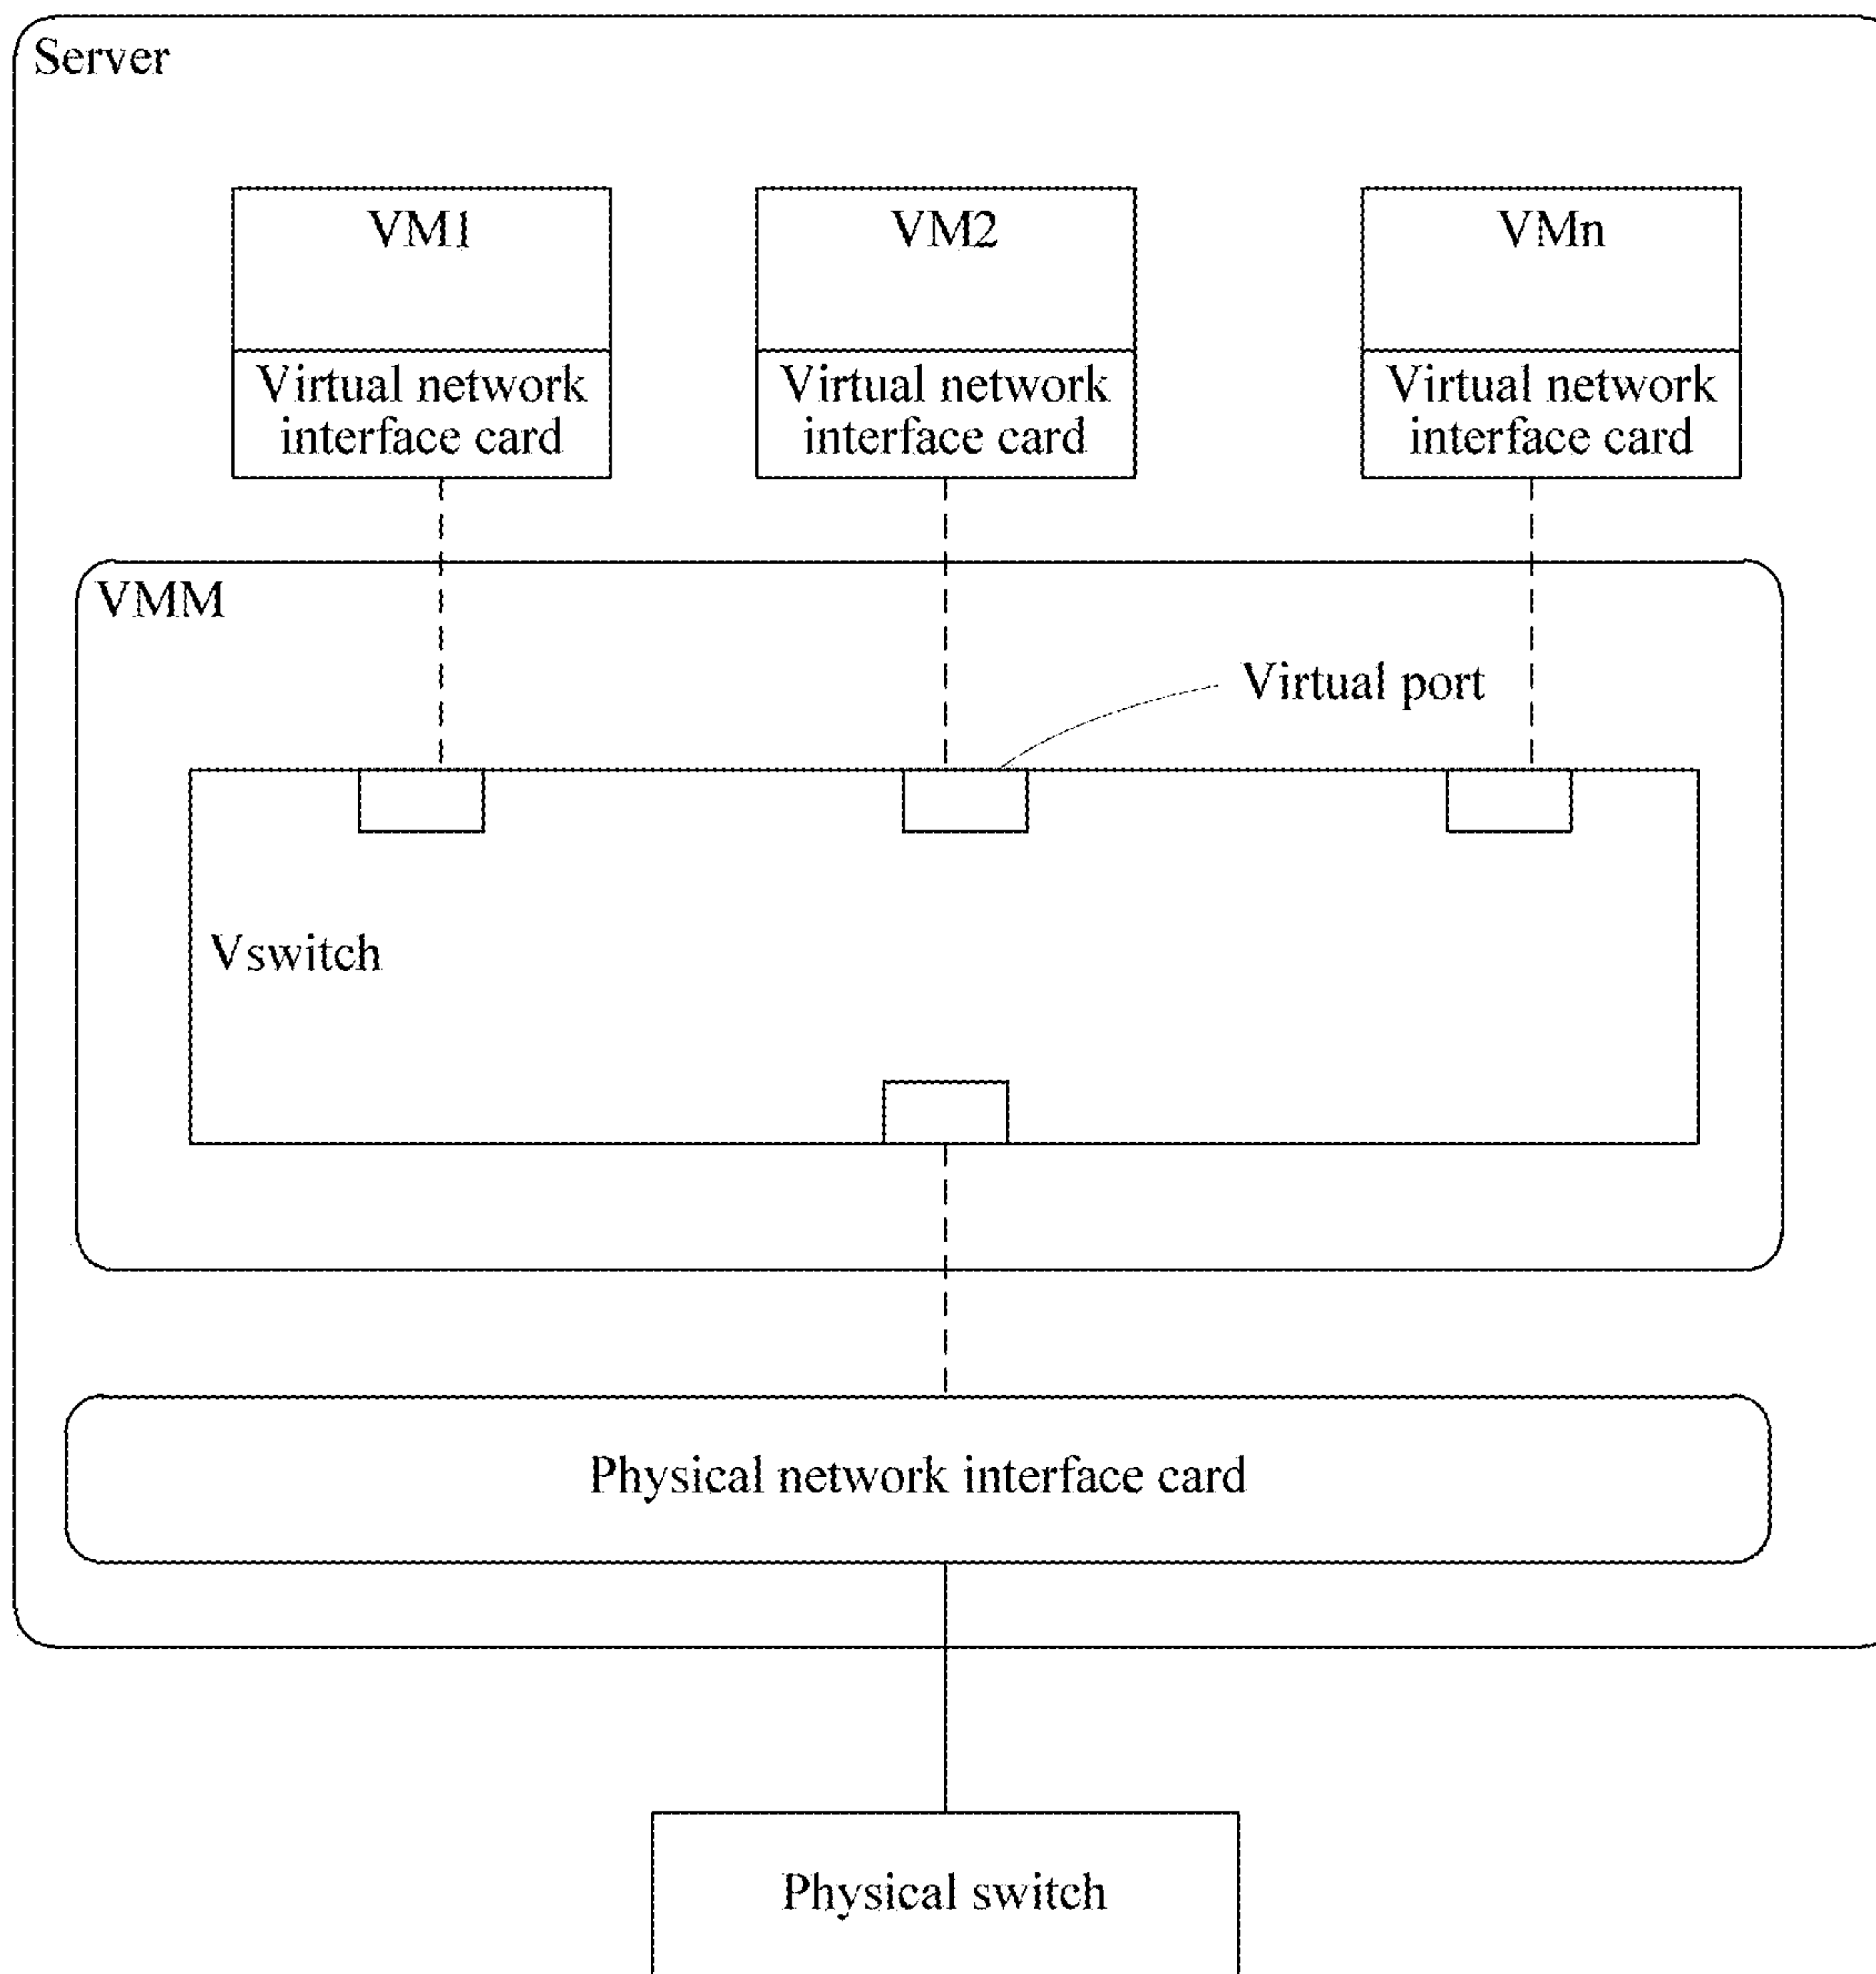 Server
VM1
VM2
VMn
Virtual network
interface card
Virtual network
interface card
Virtual network
interface card
VMM
Virtual port
Vswitch
Physical network interface card
Physical switch